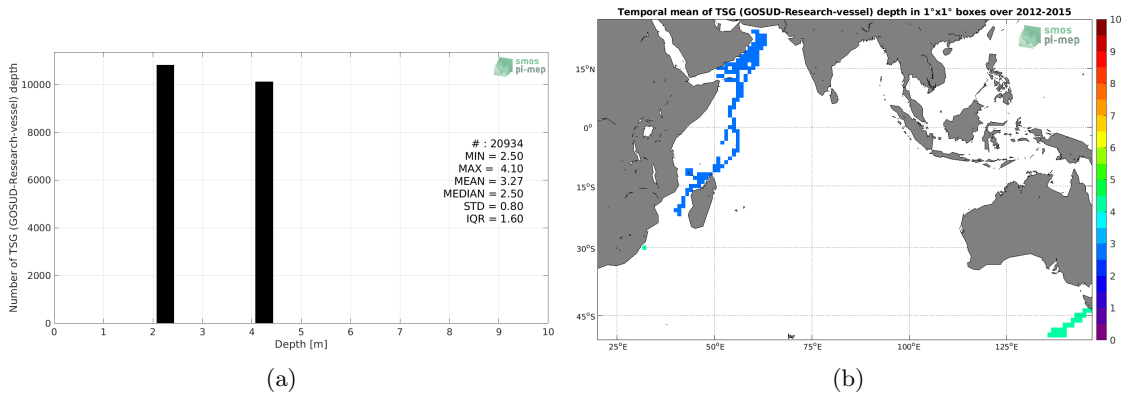 Temporal mean of TSG (GOSUD-Research-vessel) depth in 1°x1° boxes over 2012-2015
Number of TSG (GOSUD-Research-vessel) depth
10000
8000
6000
4000
2000
0
0 1 2 3 4 5 6 7 8 9 10
Depth [m]
smos
pi-mep
# : 20934
MIN = 2.50
MAX = 4.10
MEAN = 3.27
MEDIAN = 2.50
STD = 0.80
IQR = 1.60
(a)
smos
pi-mep
15°N
0°
15°S
30°S
45°S
25°E 50°E 75°E 100°E 125°E
10
9
8
7
6
5
4
3
2
1
0
(b)